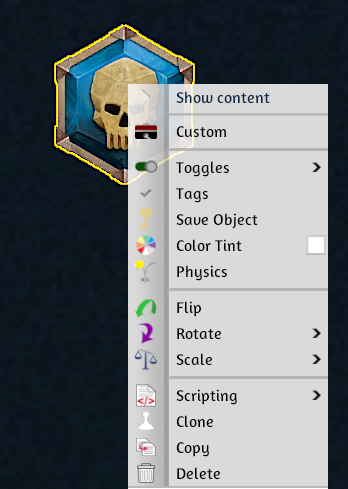 Show content
Custom
Toggles
Tags
Save Object
Color Tint
Physics
Flip
Rotate
Scale
Scripting
Clone
Copy
Delete